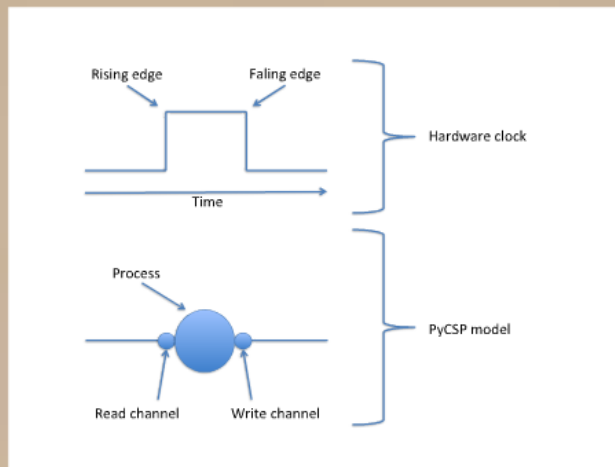 Rising edge
Faling edge
Hardware clock
Time
Process
PyCSP model
Read channel
Write channel